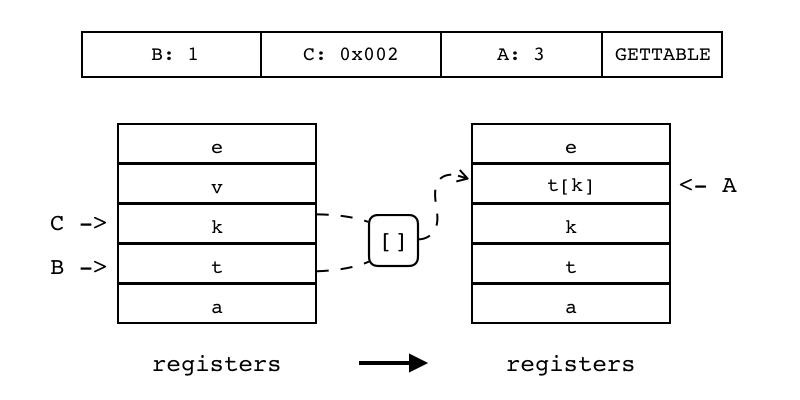 B: 1 C: 0x002 A: 3 GETTABLE
e e
v t[k] <- A
C -> k k
[]
B -> t t
a a
registers registers